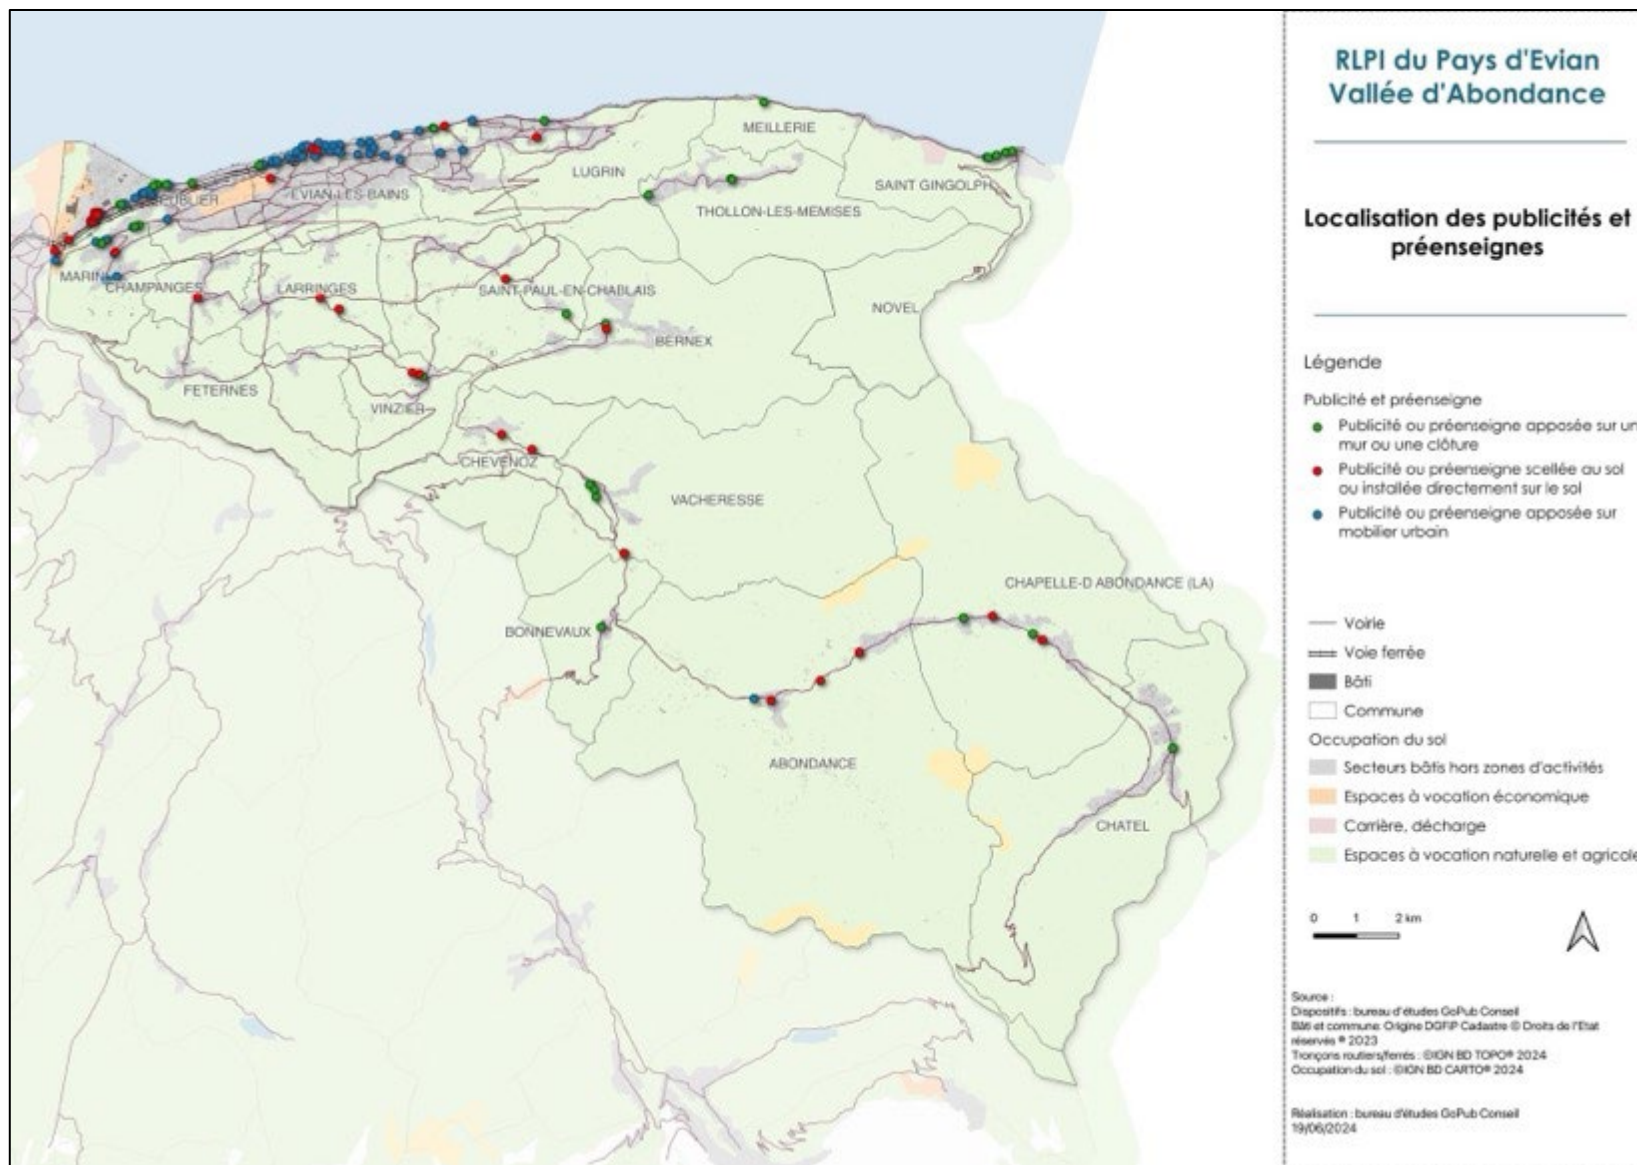 RLPI du Pays d'Evian
Vallée d'Abondance
Localisation des publicités et
préenseignes
Légende
Publicité et préenseigne
Publicité ou préenseigne apposée sur un
mur ou une clôture
Publicité ou préenseigne scellée au sol
ou installée directement sur le sol
Publicité ou préenseigne apposée sur
mobilier urbain
Voirie
Voie ferrée
Bâti
Commune
Occupation du sol
Secteurs bâtis hors zones d'activités
Espaces à vocation économique
Carrière, décharge
Espaces à vocation naturelle et agricole
0 1 2 km
Source :
Dispositifs : bureau d'études GoPub Conseil
Bâti et commune: Origine DGFiP Cadastre © Droits de l'Etat
réservés ® 2023
Tronçons routiers/ferrés : ©IGN BD TOPO® 2024
Occupation du sol : ©IGN BD CARTO® 2024
Réalisation : bureau d'études GoPub Conseil
19/06/2024
MEILLERIE
LUGRIN
SAINT GINGOLPH
EVIAN-LES-BAINS
THOLLON-LES-MEMISES
CHAMPANGES
LARRINGES
SAINT-PAUL-EN-CHABLAIS
NOVEL
BERNEX
FETERNES
VINZIER
CHEVENOZ
VACHERESSE
CHAPELLE-D ABONDANCE (LA)
BONNEVAUX
ABONDANCE
CHATEL